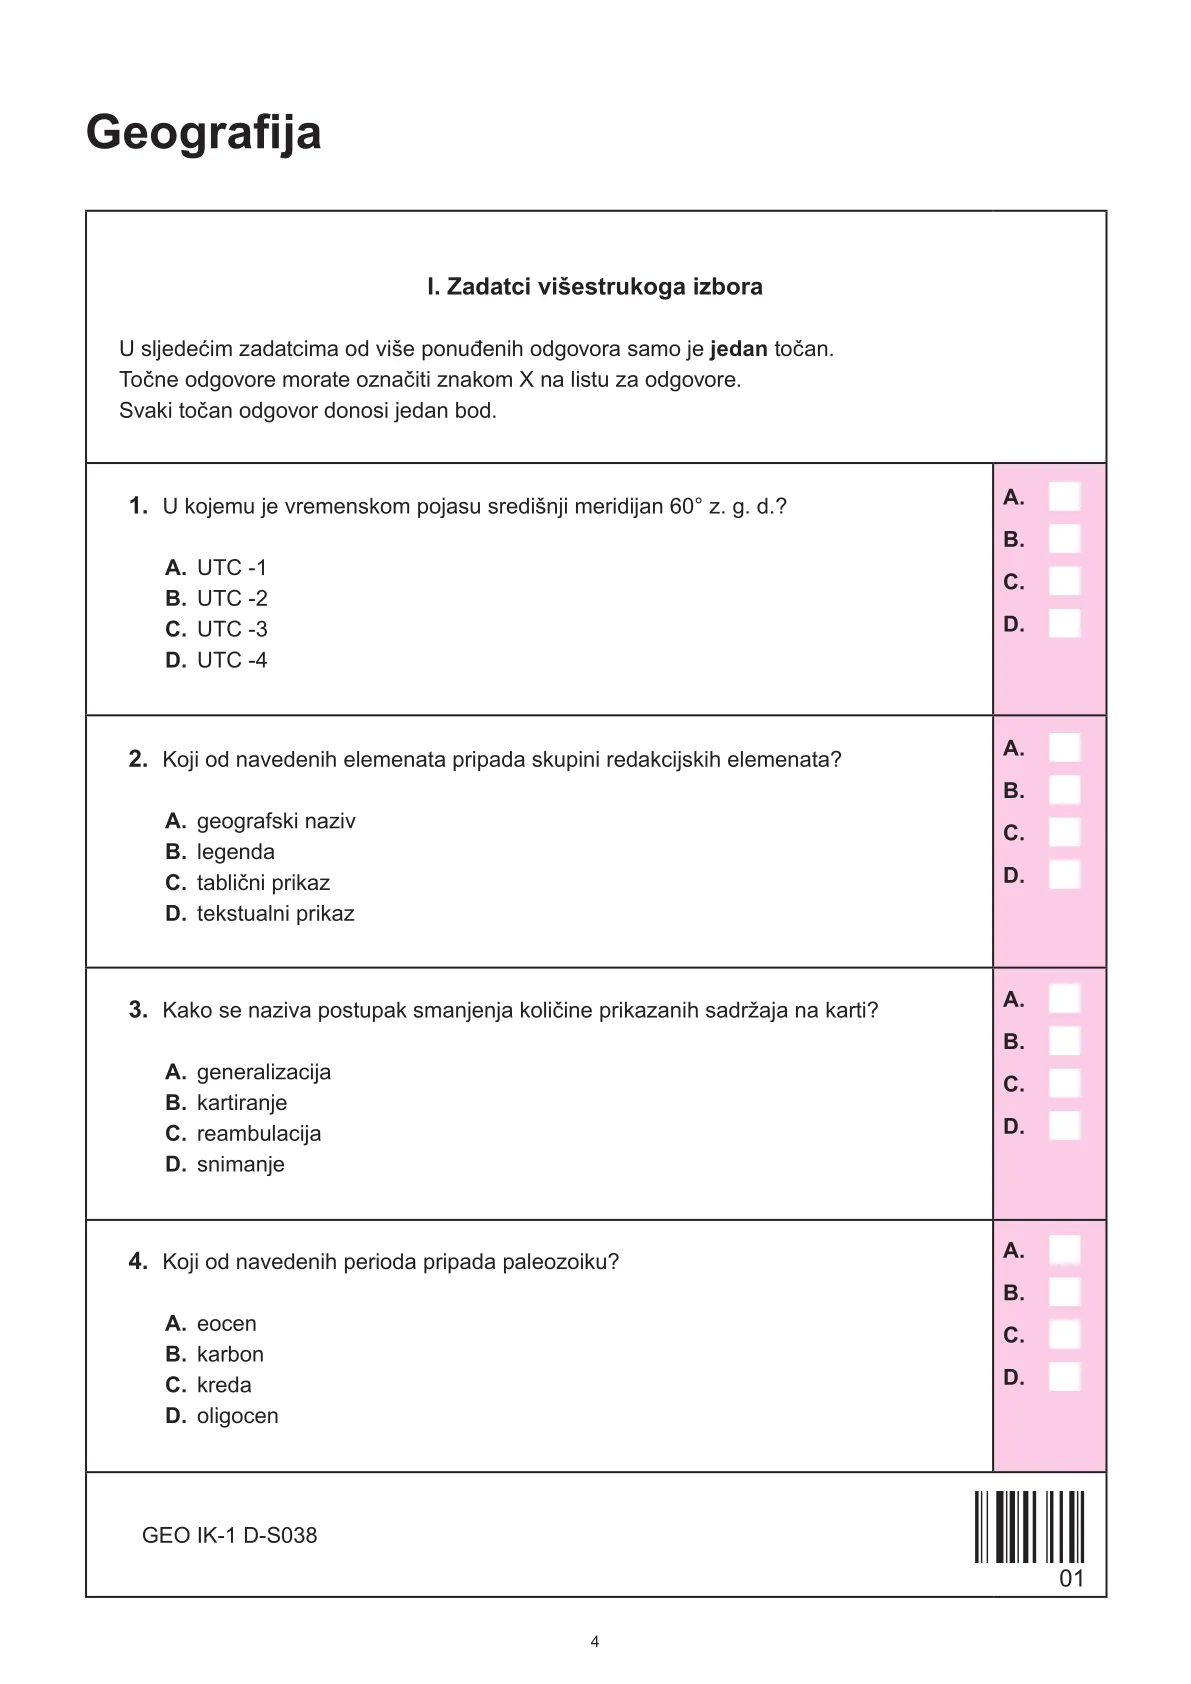 Geografija
I. Zadatci višestrukoga izbora
U sljedećim zadatcima od više ponuđenih odgovora samo je jedan točan.
Točne odgovore morate označiti znakom X na listu za odgovore.
Svaki točan odgovor donosi jedan bod.
1. U kojemu je vremenskom pojasu središnji meridijan 60° z. g. d.?
A. UTC -1
B. UTC -2
C. UTC -3
D. UTC -4
A.
B.
C.
D.
2. Koji od navedenih elemenata pripada skupini redakcijskih elemenata?
A. geografski naziv
B. legenda
C. tablični prikaz
D. tekstualni prikaz
A.
B.
C.
D.
3. Kako se naziva postupak smanjenja količine prikazanih sadržaja na karti?
A. generalizacija
B. kartiranje
C. reambulacija
D. snimanje
A.
B.
C.
D.
4. Koji od navedenih perioda pripada paleozoiku?
A. eocen
B. karbon
C. kreda
D. oligocen
A.
B.
C.
D.
GEO IK-1 D-S038
01
4